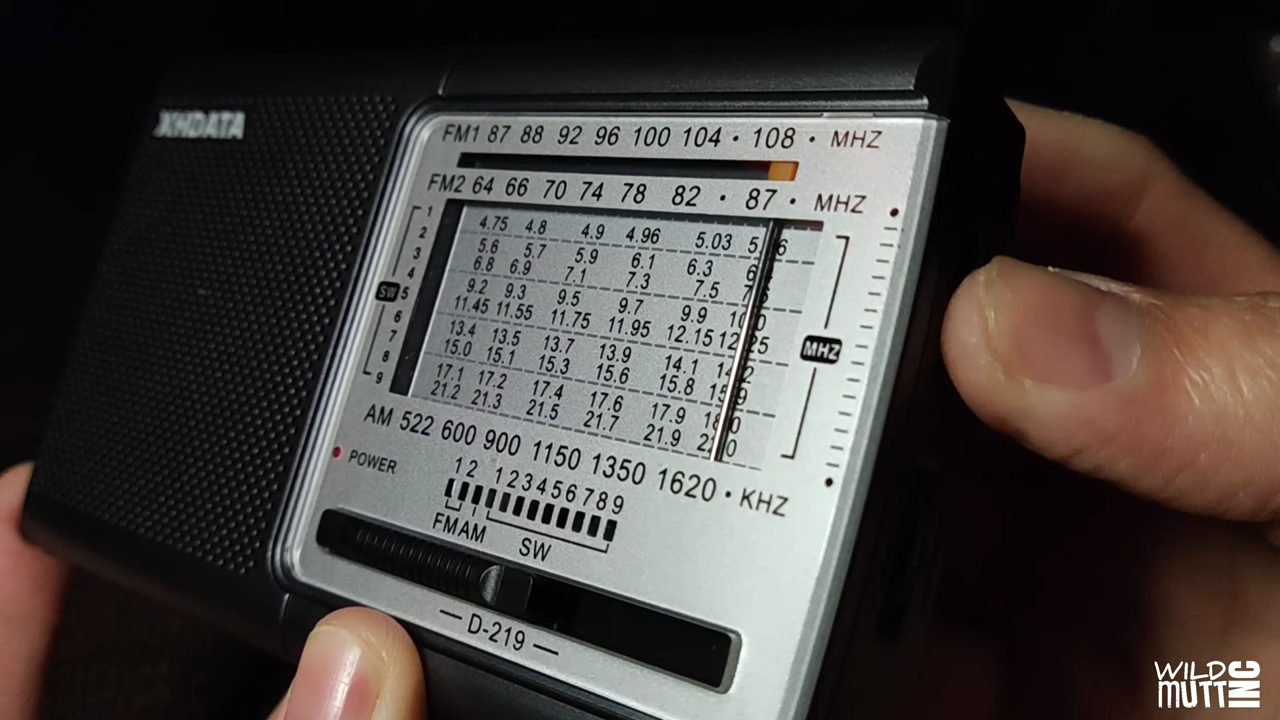 XHDATA
FM1 87 88 92 96 100 104 • 108 • MHZ
FM2 64 66 70 74 78 82 • 87 • MHZ
1 4.75 4.8 4.9 4.96 5.03
2 5.6 5.7 5.9 6.1 6.3
3 6.8 6.9 7.1 7.3 7.5
4 9.2 9.3 9.5 9.7 9.9
SW 5 11.45 11.55 11.75 11.95 12.15 MHZ
6 13.4 13.5 13.7 13.9 14.1
7 15.0 15.1 15.3 15.6 15.8
8 17.1 17.2 17.4 17.6 17.9
9 21.2 21.3 21.5 21.7 21.9
AM 522 600 900 1150 1350 1620 • KHZ
POWER
1 2 1 2 3 4 5 6 7 8 9
FM AM SW
— D-219 —
WILD MUTT INC